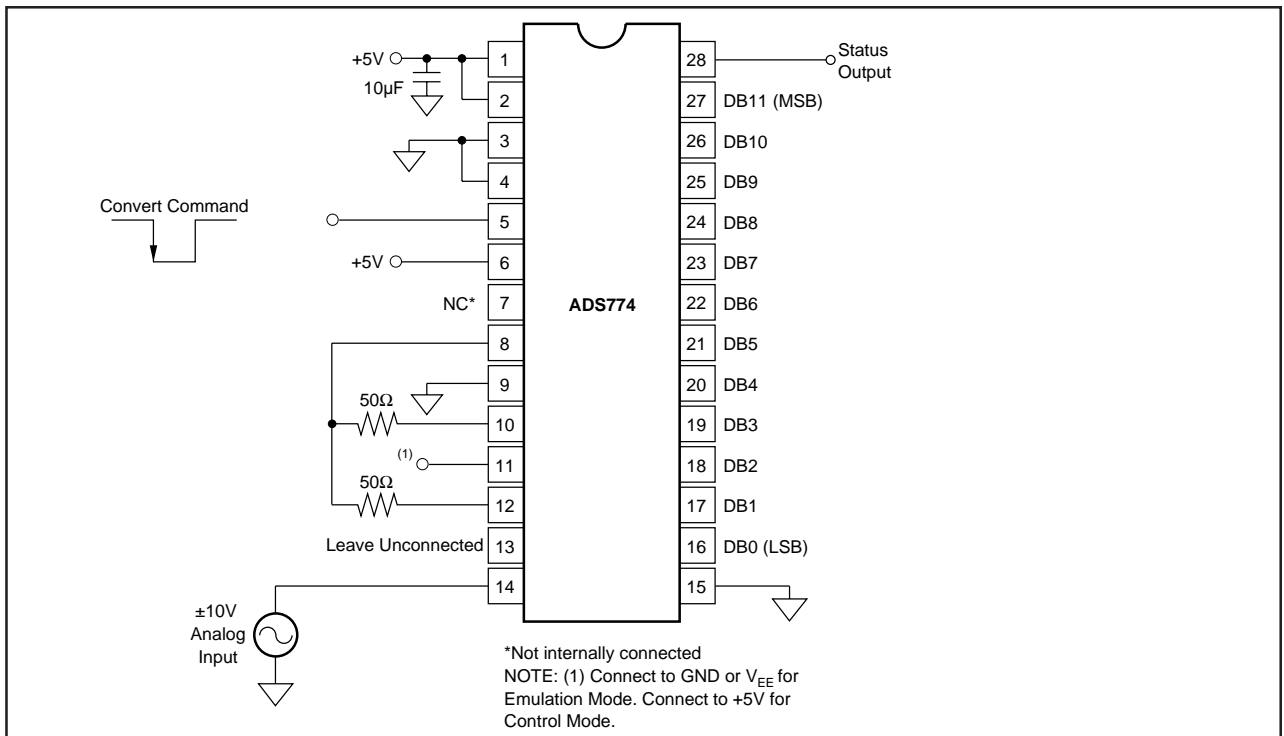 +5V
10µF
Convert Command
+5V
NC*
50Ω
(1)
50Ω
Leave Unconnected
±10V
Analog
Input
1
2
3
4
5
6
7
8
9
10
11
12
13
14
ADS774
28
27
26
25
24
23
22
21
20
19
18
17
16
15
Status
Output
DB11 (MSB)
DB10
DB9
DB8
DB7
DB6
DB5
DB4
DB3
DB2
DB1
DB0 (LSB)
*Not internally connected
NOTE: (1) Connect to GND or VEE for
Emulation Mode. Connect to +5V for
Control Mode.